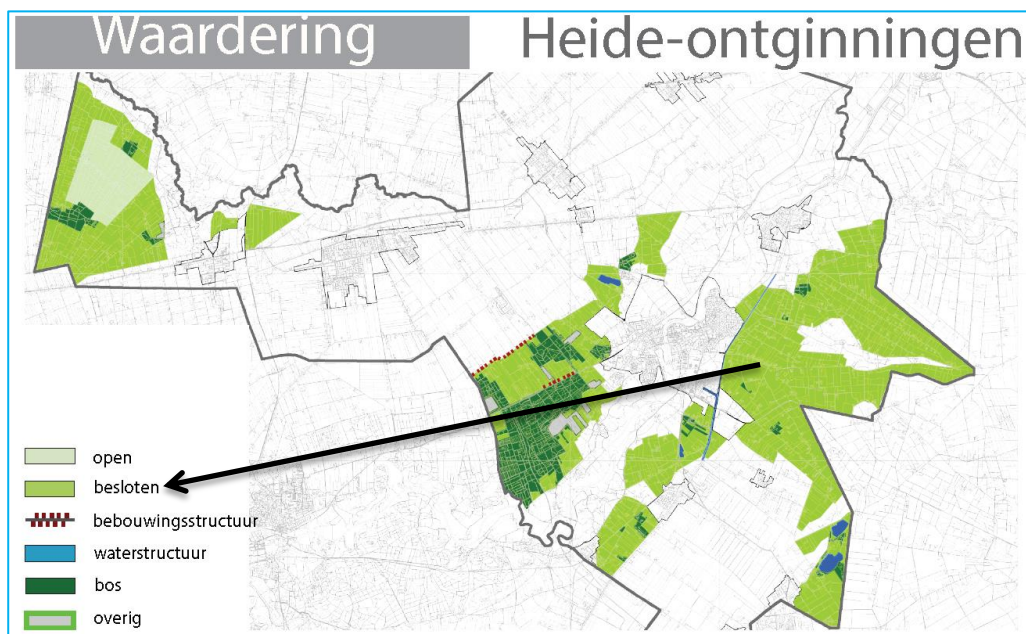 Waardering Heide-ontginningen
open
besloten
bebouwingsstructuur
waterstructuur
bos
overig